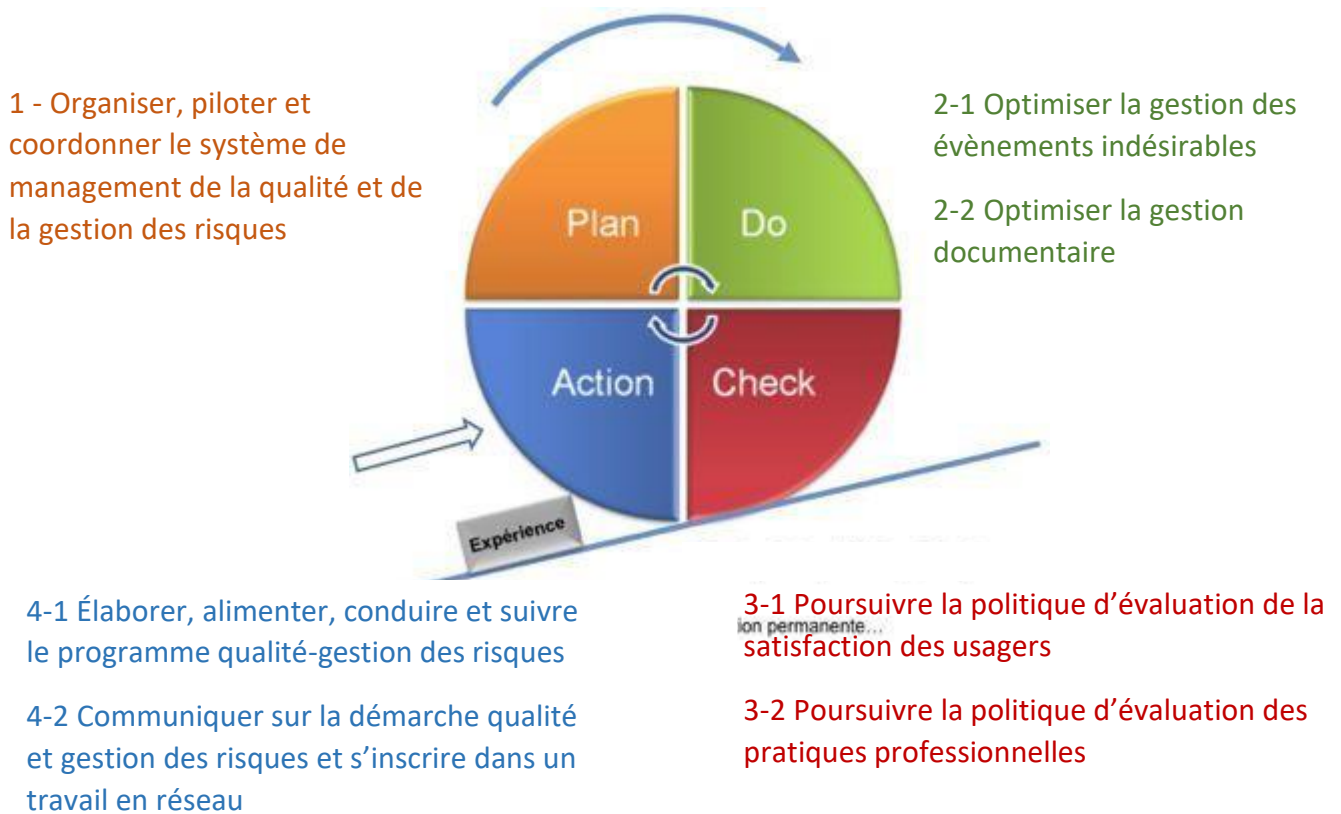 1 - Organiser, piloter et
coordonner le système de
management de la qualité et de
la gestion des risques
Plan
Do
2-1 Optimiser la gestion des
évènements indésirables
2-2 Optimiser la gestion
documentaire
Action
Check
Expérience
4-1 Élaborer, alimenter, conduire et suivre
le programme qualité-gestion des risques
4-2 Communiquer sur la démarche qualité
et gestion des risques et s’inscrire dans un
travail en réseau
3-1 Poursuivre la politique d’évaluation de la
ion permanente...
satisfaction des usagers
3-2 Poursuivre la politique d’évaluation des
pratiques professionnelles